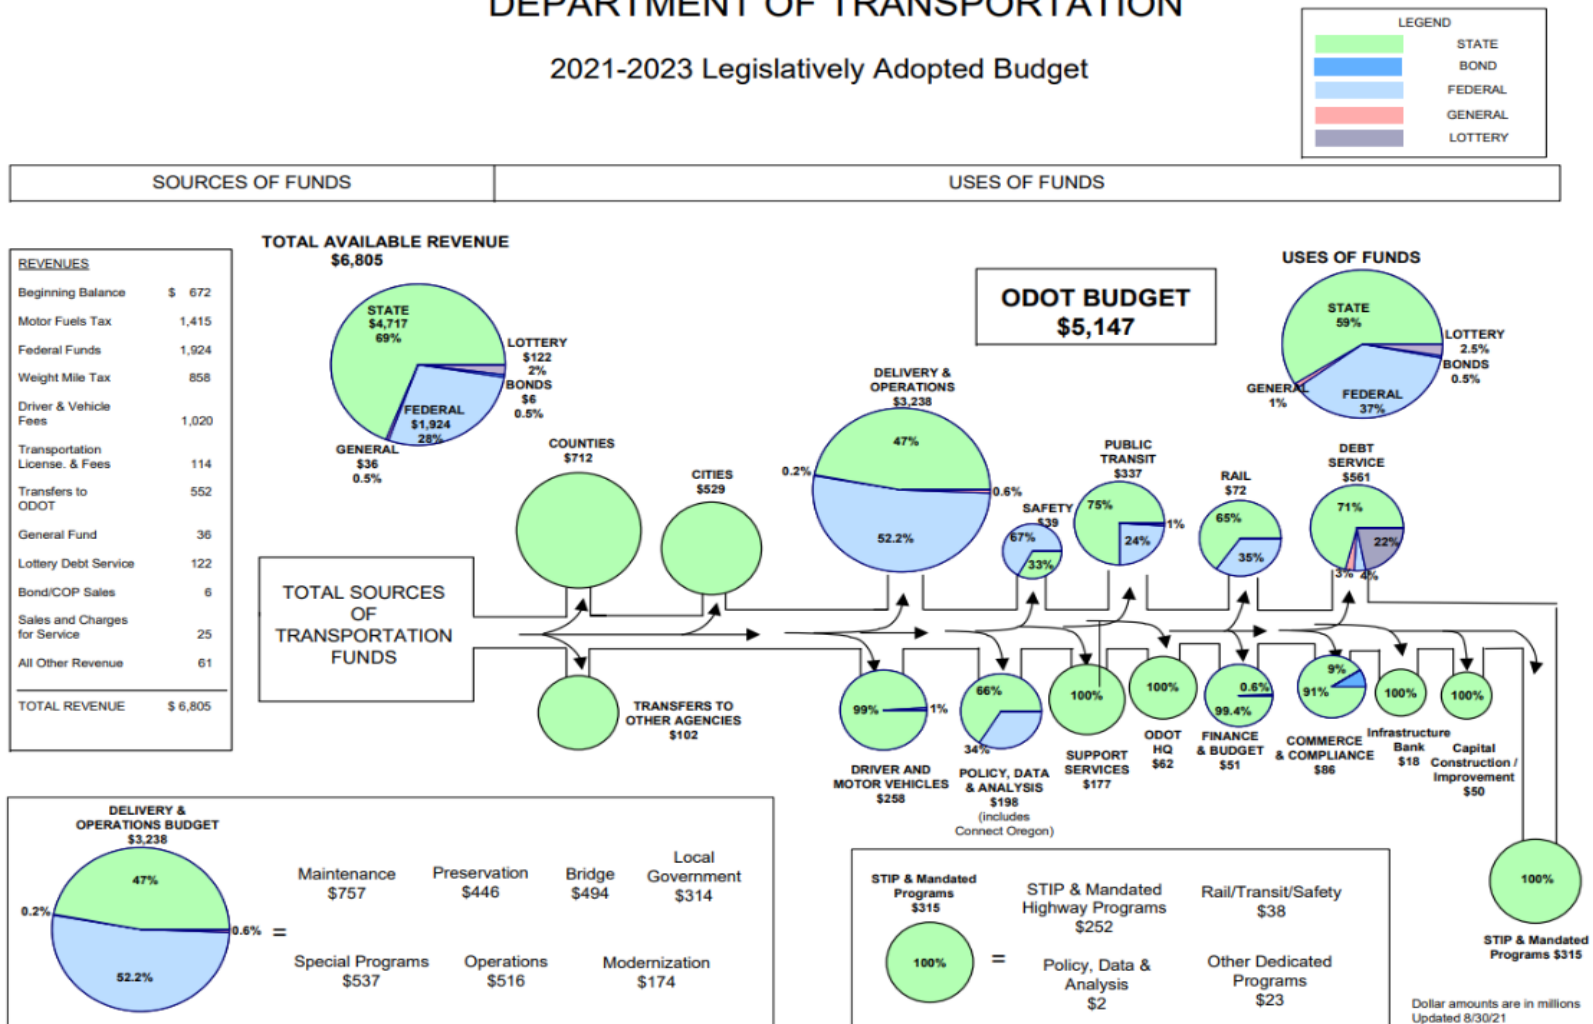 DEPARTMENT OF TRANSPORTATION
2021-2023 Legislatively Adopted Budget
LEGEND
STATE
BOND
FEDERAL
GENERAL
LOTTERY
SOURCES OF FUNDS
USES OF FUNDS
REVENUES
Beginning Balance $ 672
Motor Fuels Tax 1,415
Federal Funds 1,924
Weight Mile Tax 858
Driver & Vehicle
Fees 1,020
Transportation
License. & Fees 114
Transfers to 552
ODOT
General Fund 36
Lottery Debt Service 122
Bond/COP Sales 6
Sales and Charges
for Service 25
All Other Revenue 61
TOTAL REVENUE $ 6,805
TOTAL AVAILABLE REVENUE
$6,805
STATE
$4,717
69%
LOTTERY
$122
2%
BONDS
$6
0.5%
FEDERAL
$1,924
28%
GENERAL
$36
0.5%
ODOT BUDGET
$5,147
USES OF FUNDS
STATE
59%
LOTTERY
2.5%
BONDS
0.5%
GENERAL
1%
FEDERAL
37%
TOTAL SOURCES
OF
TRANSPORTATION
FUNDS
COUNTIES
$712
CITIES
$529
TRANSFERS TO
OTHER AGENCIES
$102
DELIVERY &
OPERATIONS
$3,238
47%
0.2%
0.6%
52.2%
SAFETY
$39
67%
33%
PUBLIC
TRANSIT
$337
75%
1%
24%
RAIL
$72
65%
35%
DEBT
SERVICE
$561
71%
22%
3%
4%
99%
1%
DRIVER AND
MOTOR VEHICLES
$258
66%
34%
POLICY, DATA
& ANALYSIS
$198
(includes
Connect Oregon)
100%
SUPPORT
SERVICES
$177
100%
ODOT
HQ
$62
0.6%
99.4%
FINANCE
& BUDGET
$51
9%
91%
COMMERCE
& COMPLIANCE
$86
100%
Infrastructure
Bank
$18
100%
Capital
Construction /
Improvement
$50
100%
STIP & Mandated
Programs $315
DELIVERY &
OPERATIONS BUDGET
$3,238
47%
0.2%
0.6%
52.2%
=
Maintenance
$757
Preservation
$446
Bridge
$494
Local
Government
$314
Special Programs
$537
Operations
$516
Modernization
$174
STIP & Mandated
Programs
$315
100%
=
STIP & Mandated
Highway Programs
$252
Rail/Transit/Safety
$38
Policy, Data &
Analysis
$2
Other Dedicated
Programs
$23
Dollar amounts are in millions
Updated 8/30/21